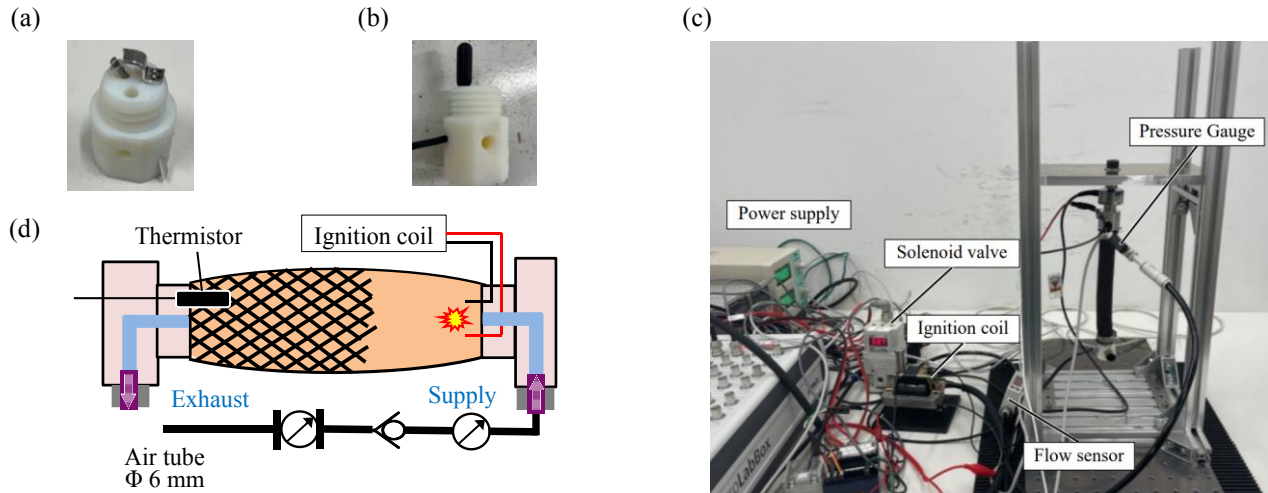 (a)
(b)
(c)
Pressure Gauge
Power supply
Solenoid valve
Ignition coil
Flow sensor
(d)
Ignition coil
Thermistor
Exhaust
Supply
Air tube
Φ 6 mm